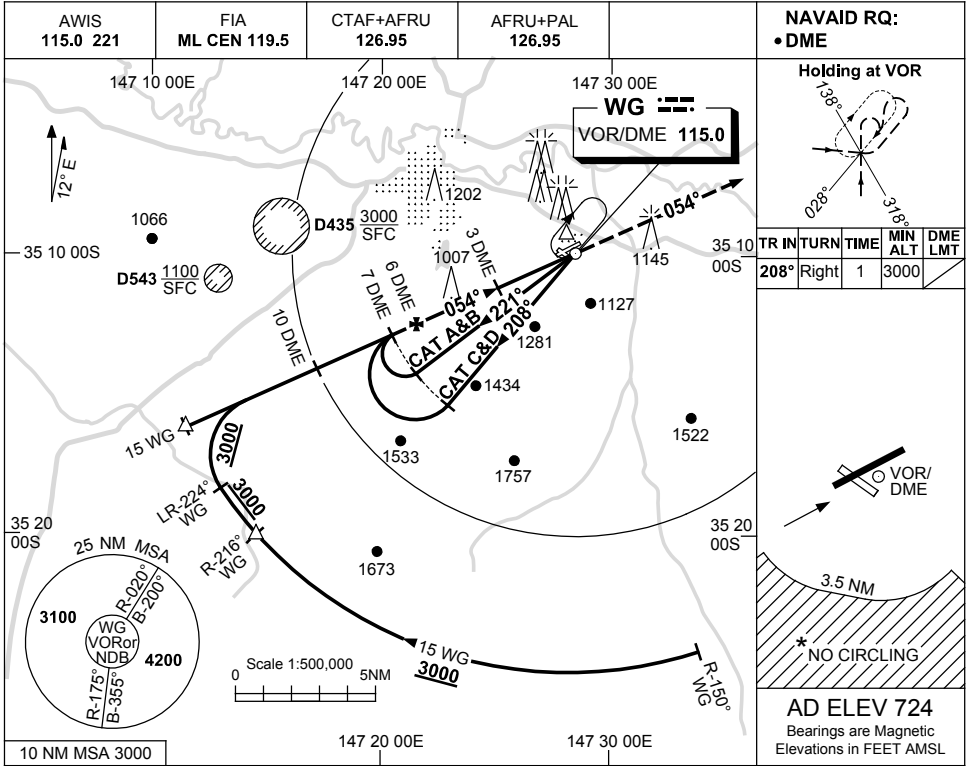 AWIS
115.0 221
FIA
ML CEN 119.5
CTAF+AFRU
126.95
AFRU+PAL
126.95
NAVAID RQ:
• DME
147 10 00E
147 20 00E
147 30 00E
WG
VOR/DME 115.0
12° E
1066
35 10 00S
D435 3000
SFC
D543 1100
SFC
1202
1007
3 DME
6 DME
7 DME
10 DME
054°
054°
1145
35 10
00S
CAT A&B 221°
CAT C&D 208°
1127
1281
1434
1533
1757
1522
15 WG
3000
LR-224°
WG
3000
R-216°
WG
35 20
00S
35 20
00S
1673
15 WG
3000
R-150°
WG
25 NM MSA
R-020°
B-200°
3100
WG
VORor
NDB
4200
R-175°
B-355°
Scale 1:500,000
0
5NM
10 NM MSA 3000
147 20 00E
147 30 00E
Holding at VOR
138°
028°
318°
TR IN TURN TIME MIN ALT DME LMT
208° Right 1 3000
VOR/
DME
3.5 NM
* NO CIRCLING
AD ELEV 724
Bearings are Magnetic
Elevations in FEET AMSL